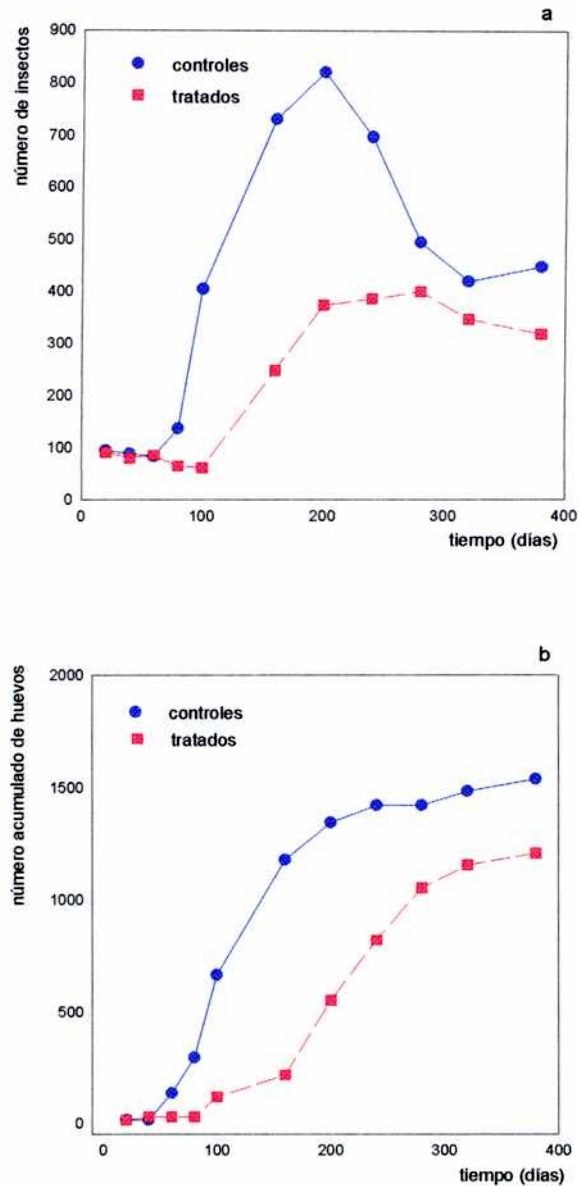 a
900
800
700
600
500
400
300
200
100
0
número de insectos
controles
tratados
0 100 200 300 400
tiempo (días)
b
2000
1500
1000
500
0
número acumulado de huevos
controles
tratados
0 100 200 300 400
tiempo (días)